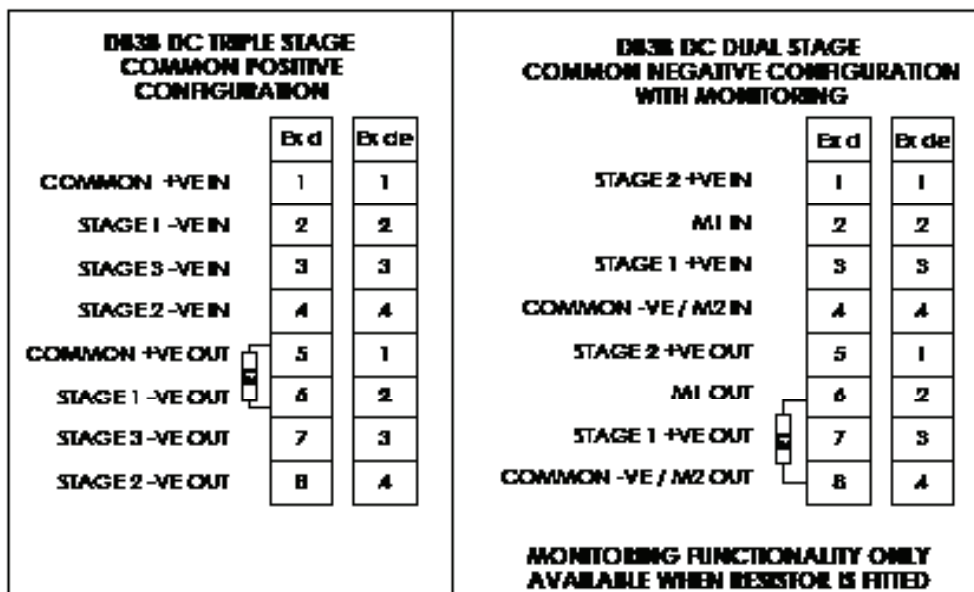 DB3B DC TRIPLE STAGE
COMMON POSITIVE
CONFIGURATION
Ex d Ex de
COMMON +VE IN 1 1
STAGE 1 -VE IN 2 2
STAGE 3 -VE IN 3 3
STAGE 2 -VE IN 4 4
COMMON +VE OUT 5 1
STAGE 1 -VE OUT 6 2
STAGE 3 -VE OUT 7 3
STAGE 2 -VE OUT 8 4
DB3B DC DUAL STAGE
COMMON NEGATIVE CONFIGURATION
WITH MONITORING
Ex d Ex de
STAGE 2 +VE IN 1 1
M1 IN 2 2
STAGE 1 +VE IN 3 3
COMMON -VE / M2 IN 4 4
STAGE 2 +VE OUT 5 1
M1 OUT 6 2
STAGE 1 +VE OUT 7 3
COMMON -VE / M2 OUT 8 4
MONITORING FUNCTIONALITY ONLY
AVAILABLE WHEN RESISTOR IS FITTED